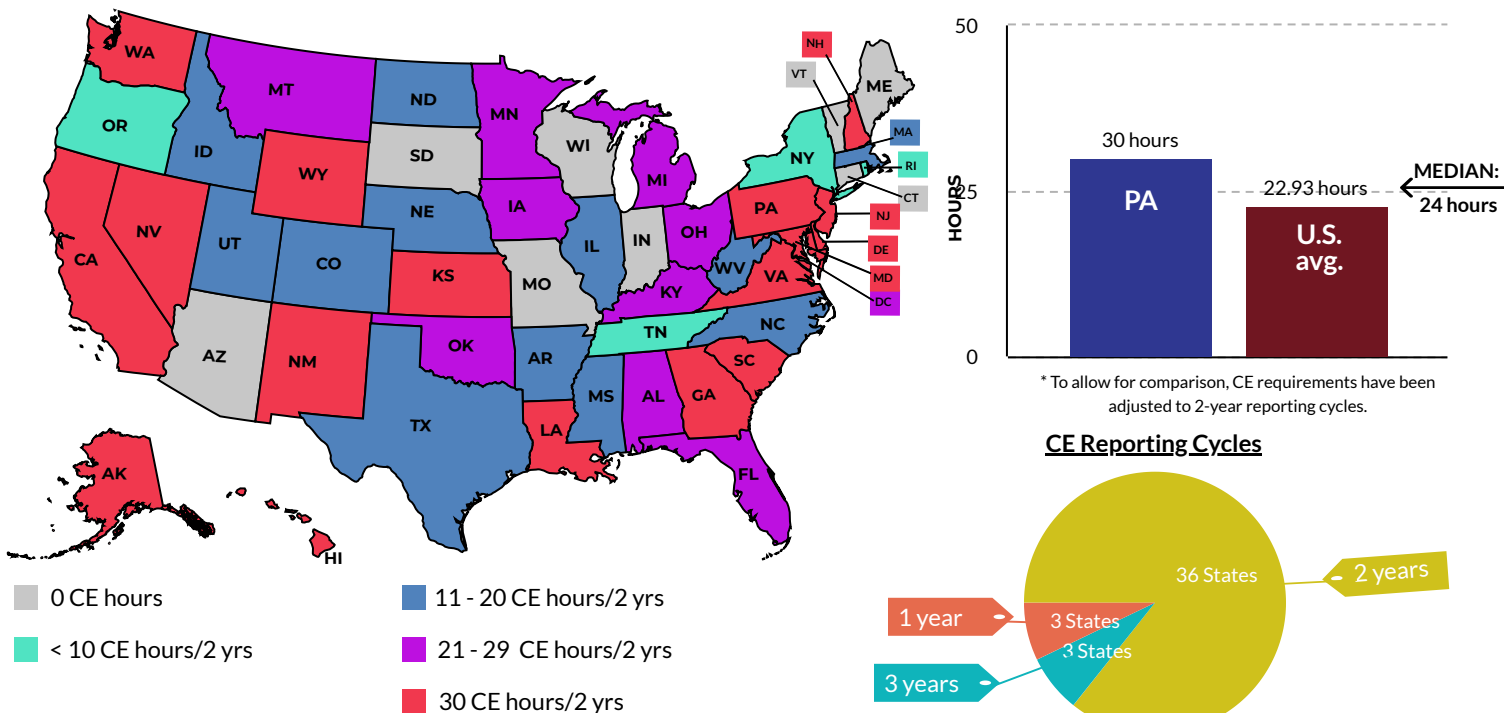 WA
MT
ND
MN
OR
ID
SD
WI
WY
MI
NH
VT
ME
MA
NY
RI
CT
IA
NE
PA
NJ
NV
UT
CO
IL
IN
OH
DE
CA
KS
MO
WV
VA
MD
KY
DC
AZ
NM
OK
AR
TN
NC
SC
MS
AL
GA
TX
LA
FL
AK
HI
0 CE hours
< 10 CE hours/2 yrs
11 - 20 CE hours/2 yrs
21 - 29 CE hours/2 yrs
30 CE hours/2 yrs
50
25
0
HOURS
30 hours
PA
22.93 hours
U.S.
avg.
MEDIAN:
24 hours
* To allow for comparison, CE requirements have been
adjusted to 2-year reporting cycles.
CE Reporting Cycles
36 States
2 years
1 year
3 States
3 States
3 years